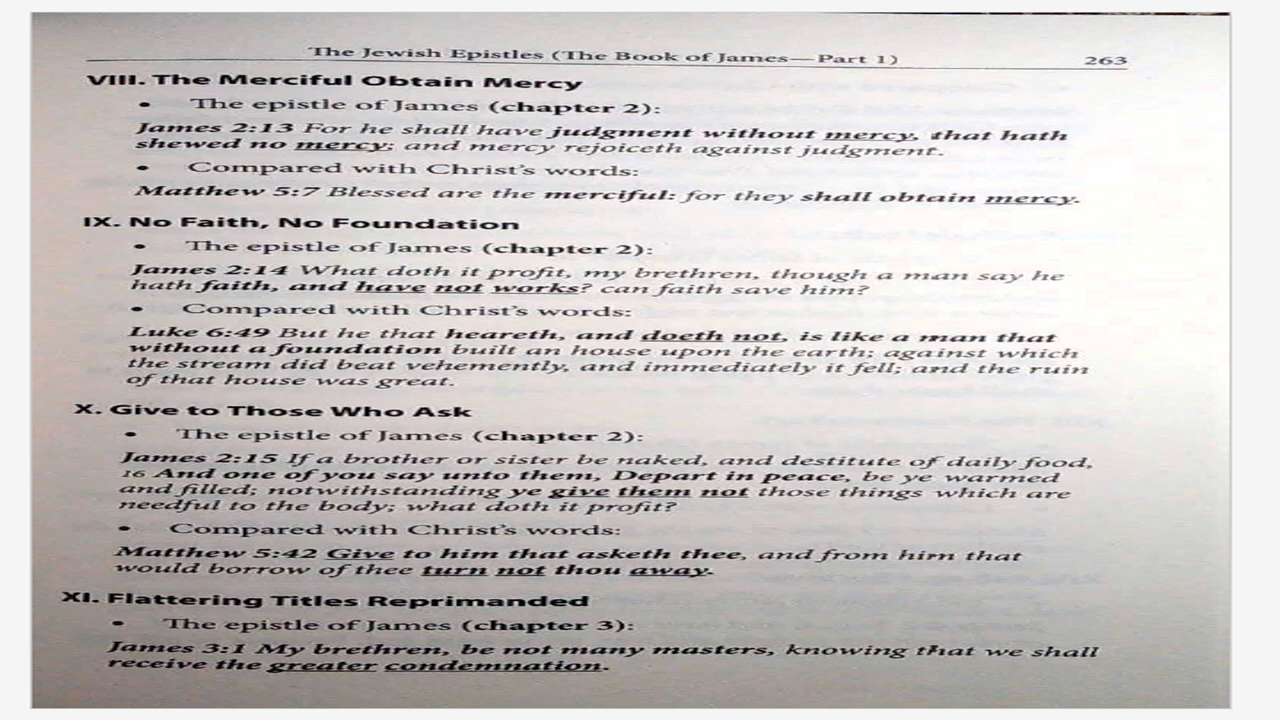 The Jewish Epistles (The Book of James—Part 1) 263
VIII. The Merciful Obtain Mercy
• The epistle of James (chapter 2):
James 2:13 For he shall have judgment without mercy, that hath
shewed no mercy; and mercy rejoiceth against judgment.
• Compared with Christ's words:
Matthew 5:7 Blessed are the merciful: for they shall obtain mercy.
IX. No Faith, No Foundation
• The epistle of James (chapter 2):
James 2:14 What doth it profit, my brethren, though a man say he
hath faith, and have not works? can faith save him?
• Compared with Christ's words:
Luke 6:49 But he that heareth, and doeth not, is like a man that
without a foundation built an house upon the earth; against which
the stream did beat vehemently, and immediately it fell; and the ruin
of that house was great.
X. Give to Those Who Ask
• The epistle of James (chapter 2):
James 2:15 If a brother or sister be naked, and destitute of daily food,
16 And one of you say unto them, Depart in peace, be ye warmed
and filled; notwithstanding ye give them not those things which are
needful to the body; what doth it profit?
• Compared with Christ's words:
Matthew 5:42 Give to him that asketh thee, and from him that
would borrow of thee turn not thou away.
XI. Flattering Titles Reprimanded
• The epistle of James (chapter 3):
James 3:1 My brethren, be not many masters, knowing that we shall
receive the greater condemnation.